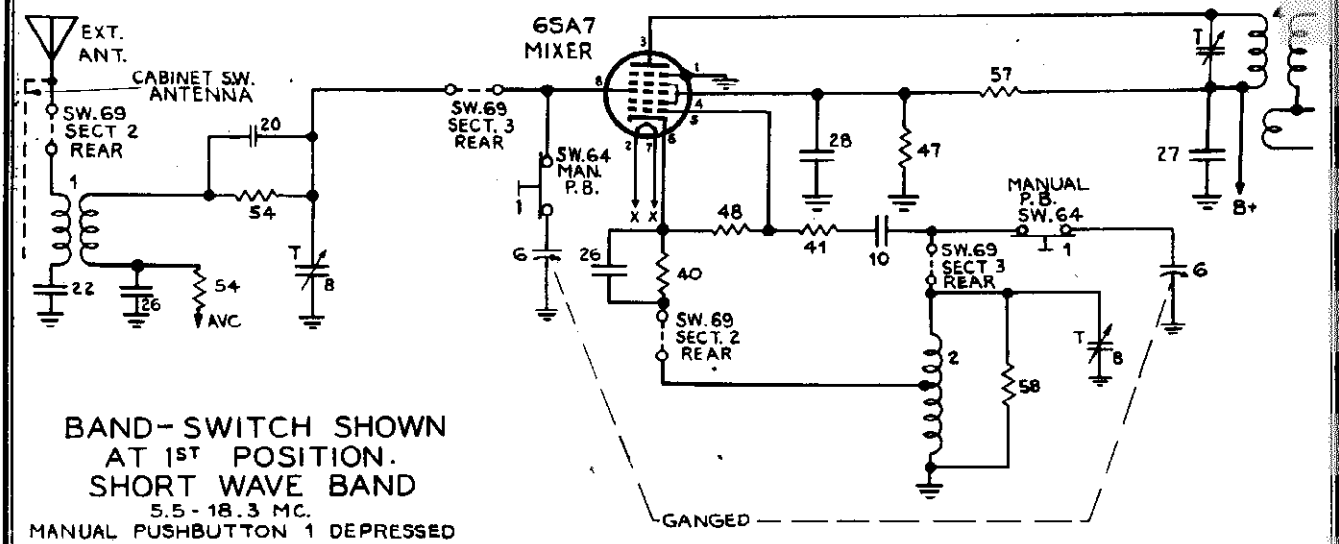 EXT.
ANT.
CABINET S.W.
ANTENNA
SW.69
SECT 2
REAR
1
20
54
22
26
54
AVC
T
8
SW.69
SECT. 3
REAR
6SA7
MIXER
3
8
1
4
5
2
7
6
X
X
SW.64
MAN.
P.B.
1
6
26
40
48
41
10
SW.69
SECT. 2
REAR
28
47
57
T
27
B+
MANUAL
P.B.
SW.64
1
SW.69
SECT 3
REAR
2
58
T
8
6
GANGED
BAND-SWITCH SHOWN
AT 1ST POSITION.
SHORT WAVE BAND
5.5-18.3 MC.
MANUAL PUSHBUTTON 1 DEPRESSED